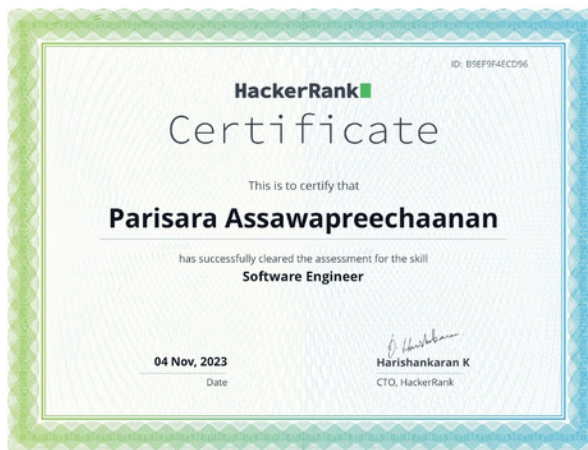 ID: B9EF9F4ECD96
HackerRank
Certificate
This is to certify that
Parisara Assawapreechaanan
has successfully cleared the assessment for the skill
Software Engineer
04 Nov, 2023
Date
Harishankaran K
CTO, HackerRank